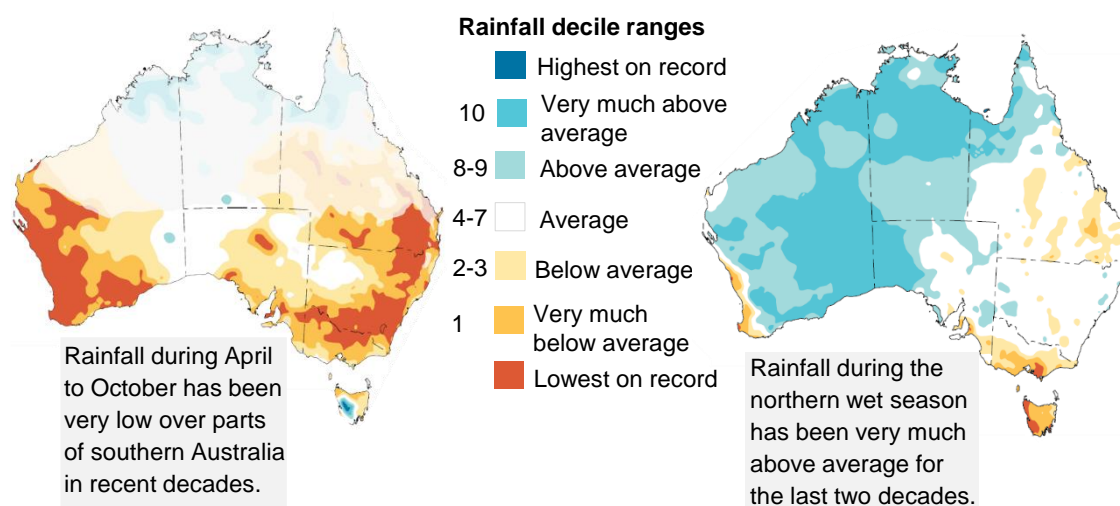 Rainfall decile ranges
Highest on record
10 Very much above
average
8-9 Above average
4-7 Average
2-3 Below average
1 Very much
below average
Lowest on record
Rainfall during April
to October has been
very low over parts
of southern Australia
in recent decades.
Rainfall during the
northern wet season
has been very much
above average for
the last two decades.